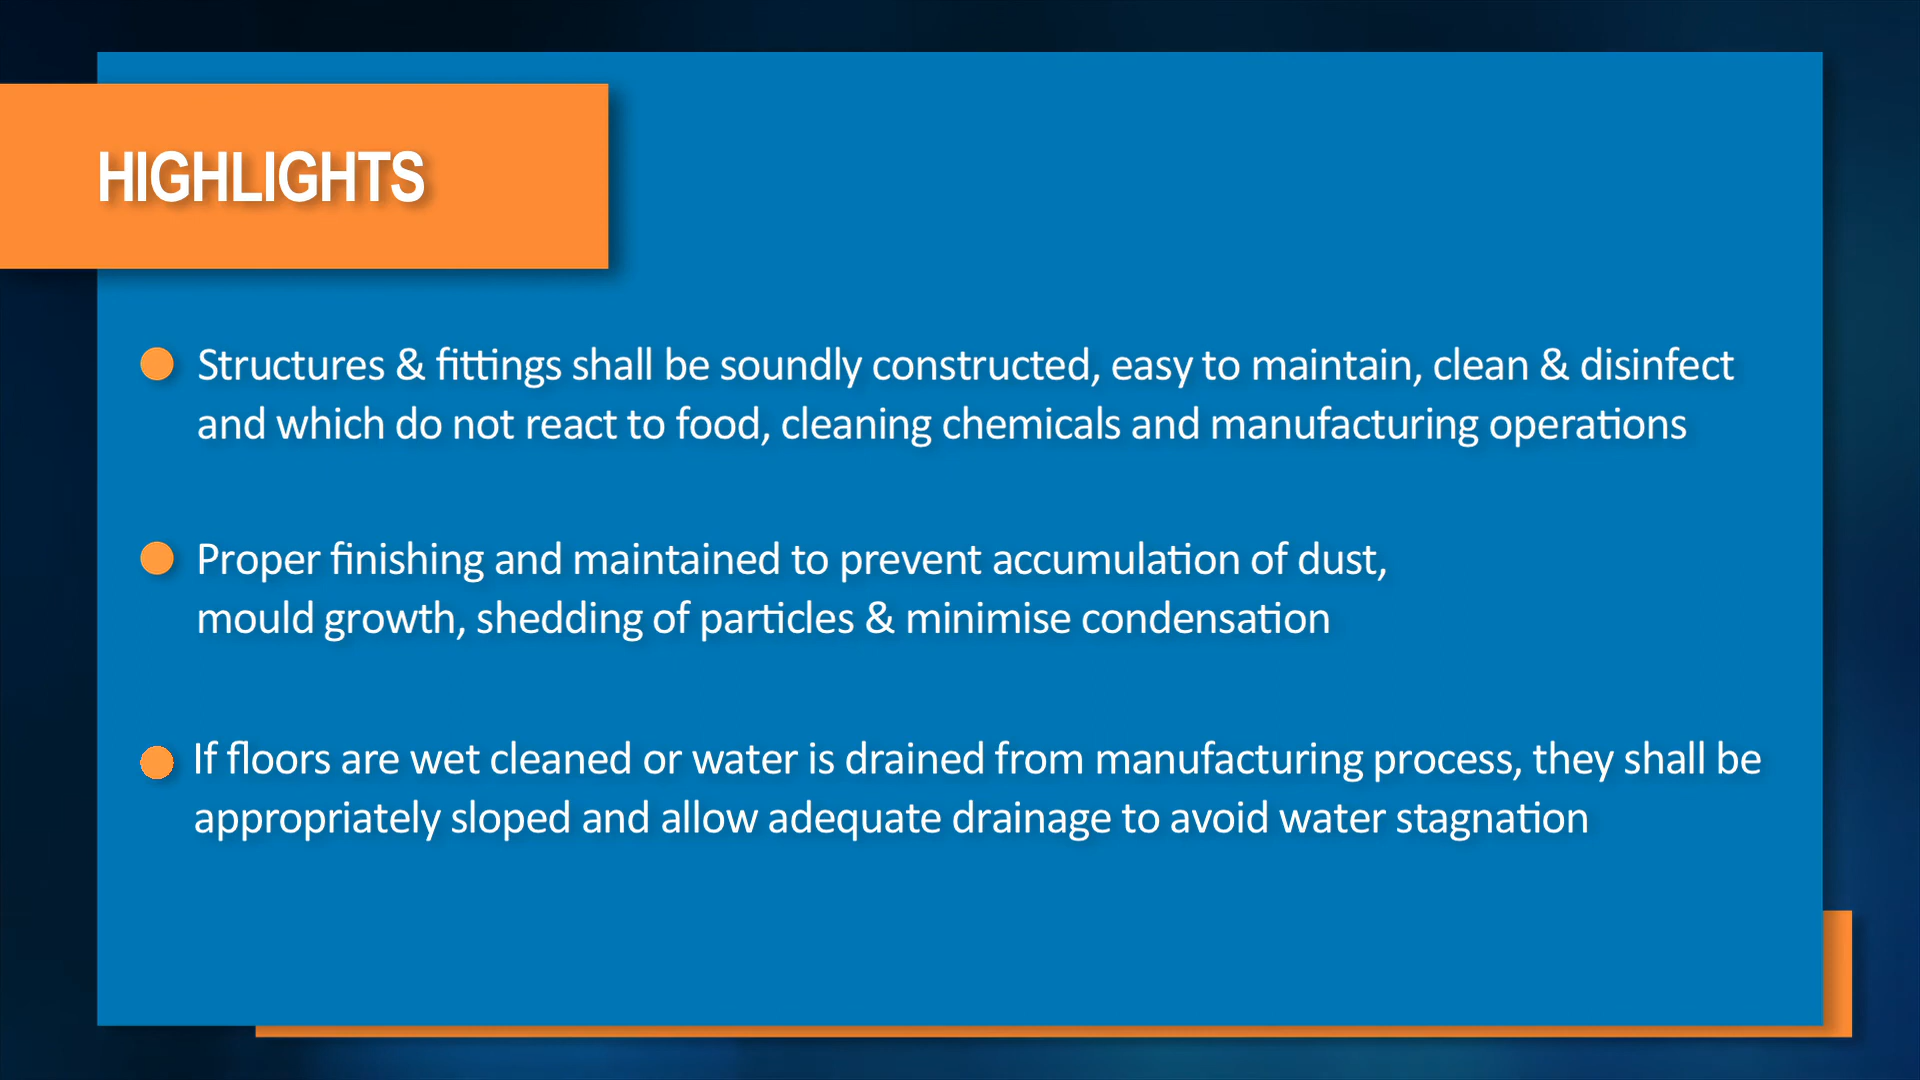 HIGHLIGHTS
Structures & fittings shall be soundly constructed, easy to maintain, clean & disinfect
and which do not react to food, cleaning chemicals and manufacturing operations
Proper finishing and maintained to prevent accumulation of dust,
mould growth, shedding of particles & minimise condensation
If floors are wet cleaned or water is drained from manufacturing process, they shall be
appropriately sloped and allow adequate drainage to avoid water stagnation